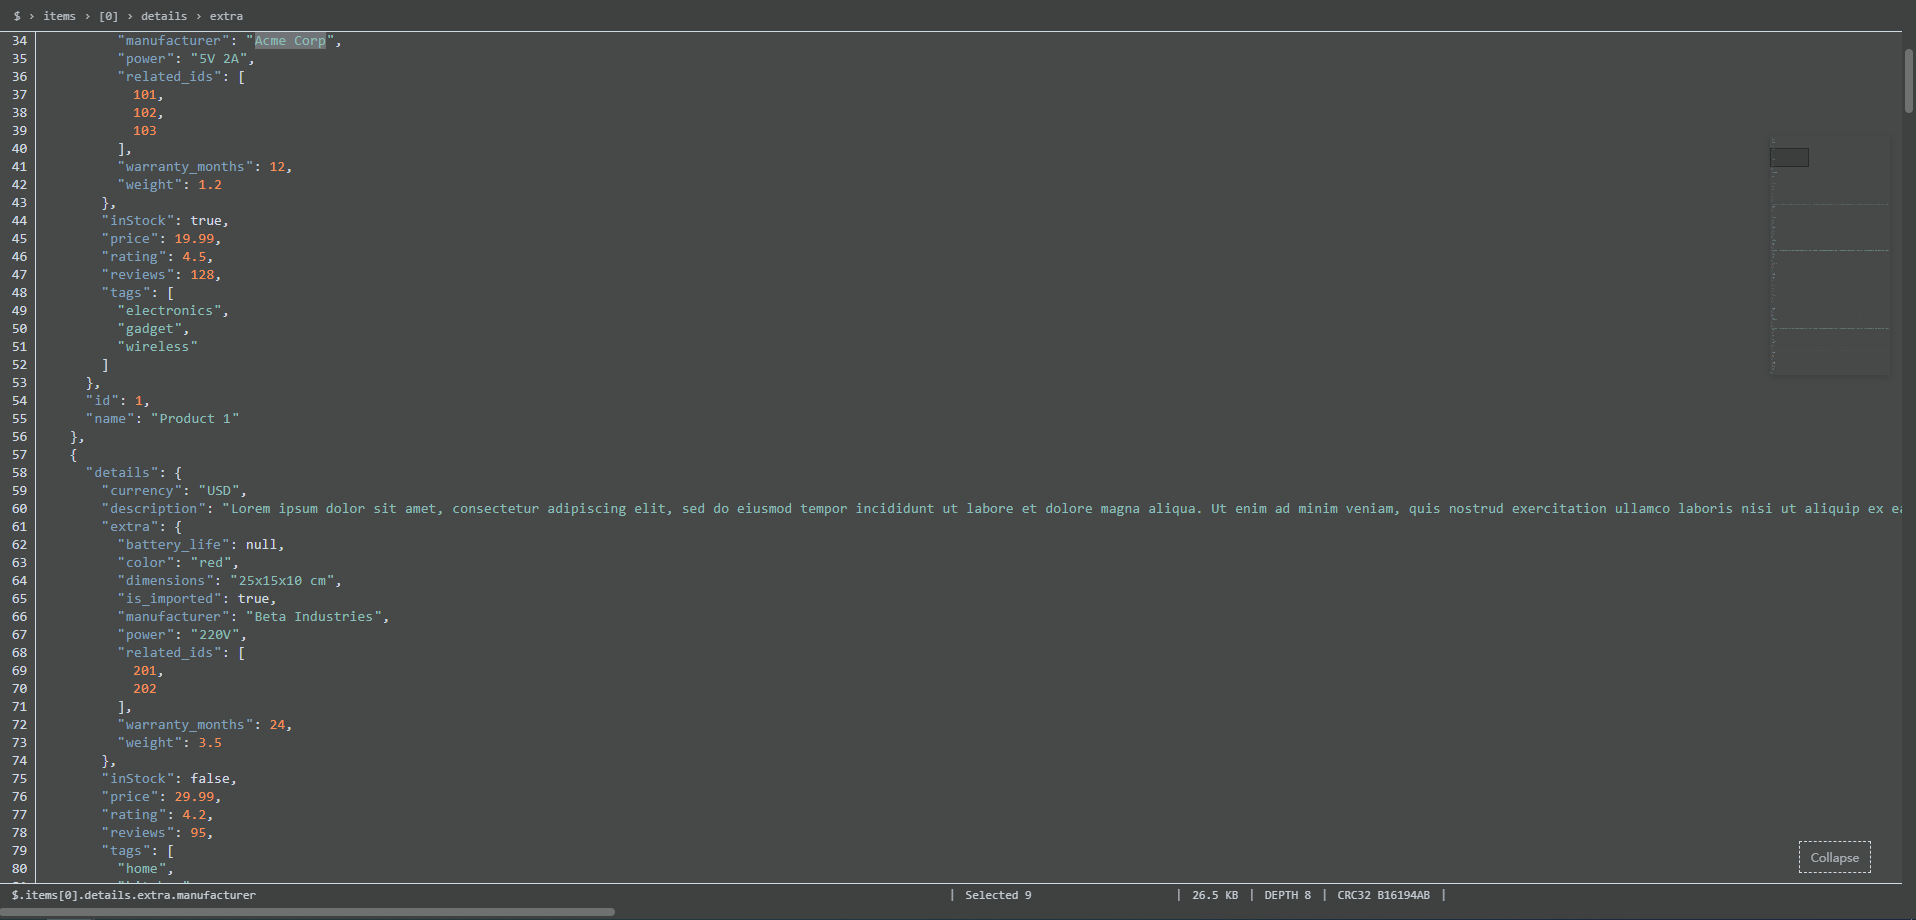 $ › items › [0] › details › extra
34 "manufacturer": "Acme Corp",
35 "power": "5V 2A",
36 "related_ids": [
37 101,
38 102,
39 103
40 ],
41 "warranty_months": 12,
42 "weight": 1.2
43 },
44 "inStock": true,
45 "price": 19.99,
46 "rating": 4.5,
47 "reviews": 128,
48 "tags": [
49 "electronics",
50 "gadget",
51 "wireless"
52 ]
53 },
54 "id": 1,
55 "name": "Product 1"
56 },
57 {
58 "details": {
59 "currency": "USD",
60 "description": "Lorem ipsum dolor sit amet, consectetur adipiscing elit, sed do eiusmod tempor incididunt ut labore et dolore magna aliqua. Ut enim ad minim veniam, quis nostrud exercitation ullamco laboris nisi ut aliquip ex
61 "extra": {
62 "battery_life": null,
63 "color": "red",
64 "dimensions": "25x15x10 cm",
65 "is_imported": true,
66 "manufacturer": "Beta Industries",
67 "power": "220V",
68 "related_ids": [
69 201,
70 202
71 ],
72 "warranty_months": 24,
73 "weight": 3.5
74 },
75 "inStock": false,
76 "price": 29.99,
77 "rating": 4.2,
78 "reviews": 95,
79 "tags": [
80 "home",
Collapse
$.items[0].details.extra.manufacturer | Selected 9 | 26.5 KB | DEPTH 8 | CRC32 B16194AB |